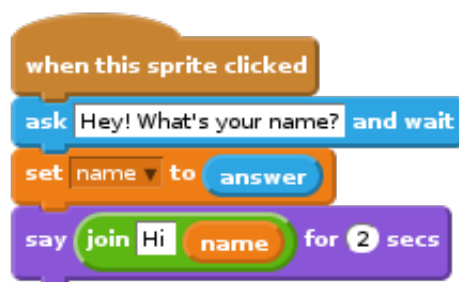 when this sprite clicked
ask Hey! What's your name? and wait
set name to answer
say join Hi name for 2 secs